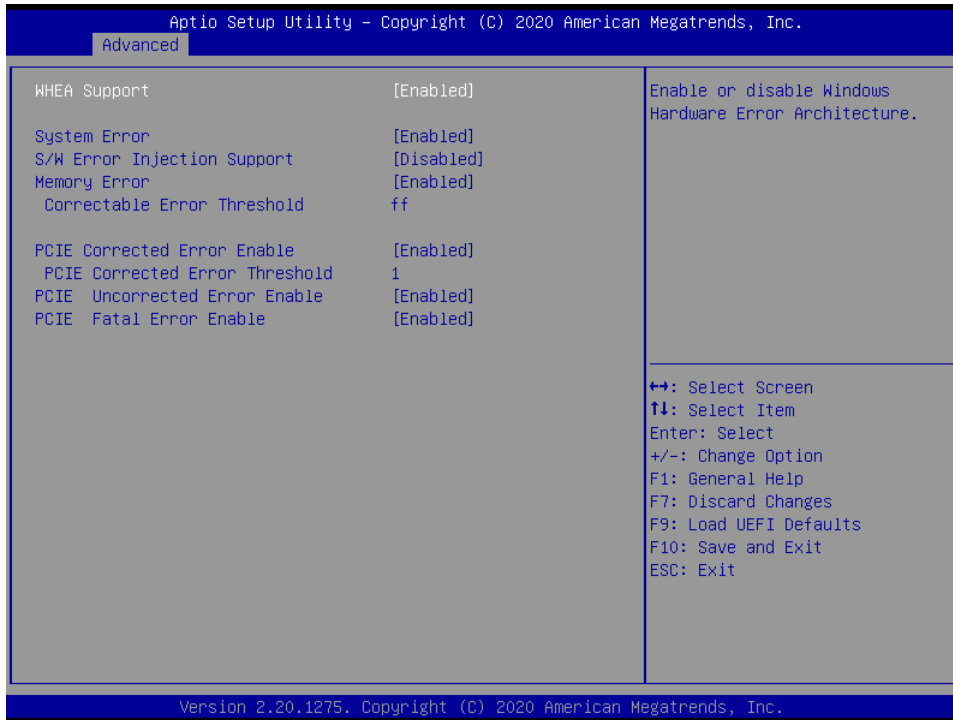 Aptio Setup Utility – Copyright (C) 2020 American Megatrends, Inc.
Advanced
WHEA Support [Enabled]
System Error [Enabled]
S/W Error Injection Support [Disabled]
Memory Error [Enabled]
Correctable Error Threshold ff
PCIE Corrected Error Enable [Enabled]
PCIE Corrected Error Threshold 1
PCIE Uncorrected Error Enable [Enabled]
PCIE Fatal Error Enable [Enabled]
Enable or disable Windows
Hardware Error Architecture.
↔: Select Screen
↑↓: Select Item
Enter: Select
+/-: Change Option
F1: General Help
F7: Discard Changes
F9: Load UEFI Defaults
F10: Save and Exit
ESC: Exit
Version 2.20.1275. Copyright (C) 2020 American Megatrends, Inc.